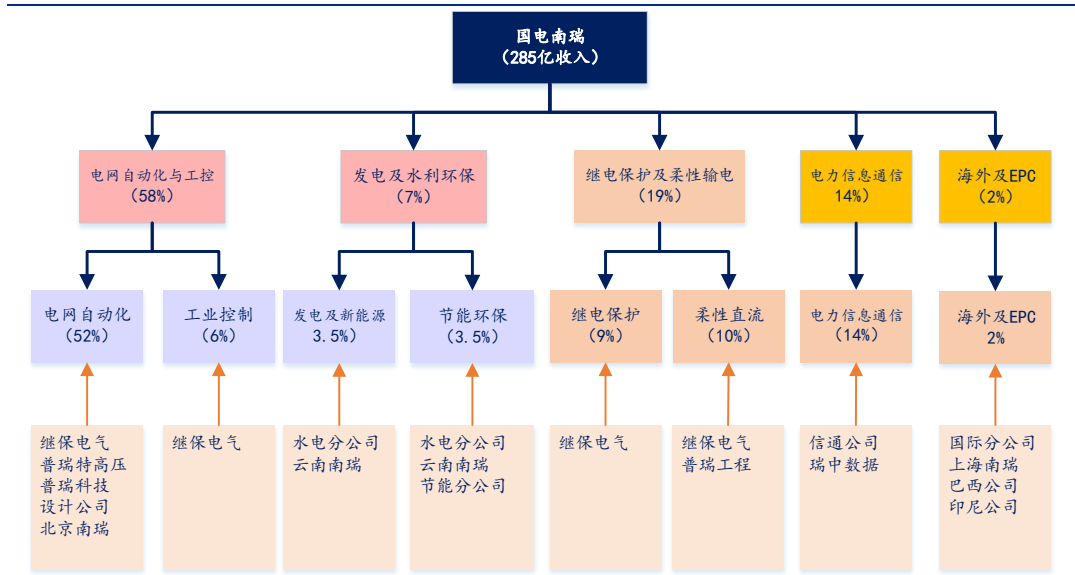 国电南瑞
（285亿收入）
电网自动化与工控
(58%)
发电及水利环保
(7%)
继电保护及柔性输电
(19%)
电力信息通信
14%)
海外及EPC
(2%)
电网自动化
(52%)
工业控制
(6%)
发电及新能源
3.5%)
节能环保
(3.5%)
继电保护
(9%)
柔性直流
(10%)
电力信息通信
(14%)
海外及EPC
2%
继保电气
普瑞特高压
普瑞科技
设计公司
北京南瑞
继保电气
水电分公司
云南南瑞
水电分公司
云南南瑞
节能分公司
继保电气
继保电气
普瑞工程
信通公司
瑞中数据
国际分公司
上海南瑞
巴西公司
印尼公司